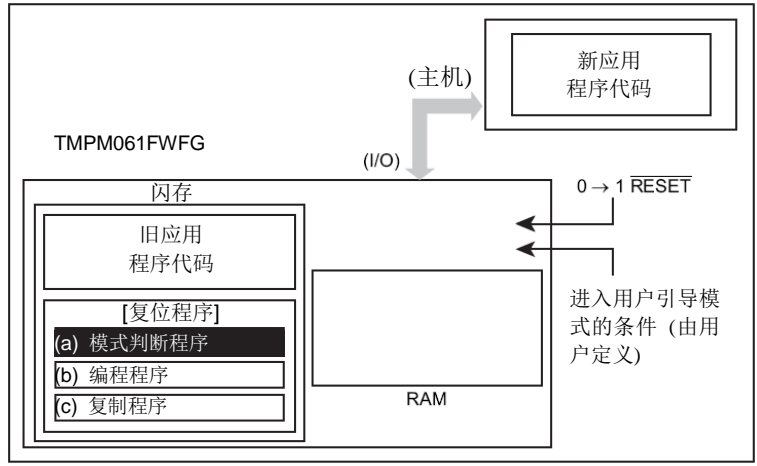 新应用
程序代码
(主机)
TMPM061FWFG
(I/O)
闪存
0 → 1 RESET
旧应用
程序代码
进入用户引导模
式的条件 (由用
户定义)
[复位程序]
(a) 模式判断程序
(b) 编程程序
(c) 复制程序
RAM